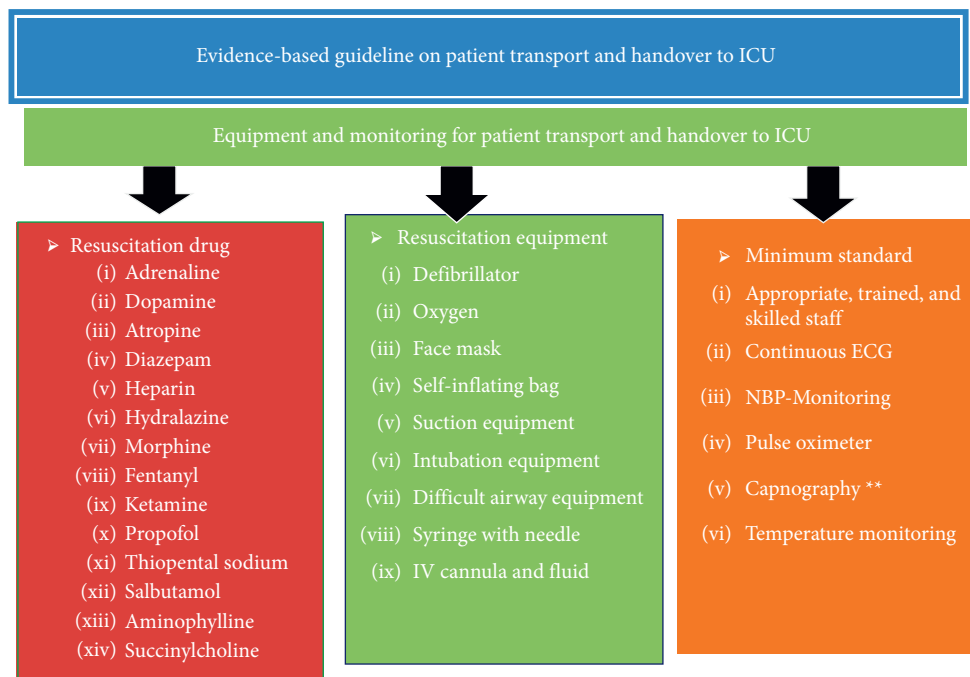 Evidence-based guideline on patient transport and handover to ICU
Equipment and monitoring for patient transport and handover to ICU
➢ Resuscitation drug
(i) Adrenaline
(ii) Dopamine
(iii) Atropine
(iv) Diazepam
(v) Heparin
(vi) Hydralazine
(vii) Morphine
(viii) Fentanyl
(ix) Ketamine
(x) Propofol
(xi) Thiopental sodium
(xii) Salbutamol
(xiii) Aminophylline
(xiv) Succinylcholine
➢ Resuscitation equipment
(i) Defibrillator
(ii) Oxygen
(iii) Face mask
(iv) Self-inflating bag
(v) Suction equipment
(vi) Intubation equipment
(vii) Difficult airway equipment
(viii) Syringe with needle
(ix) IV cannula and fluid
➢ Minimum standard
(i) Appropriate, trained, and
skilled staff
(ii) Continuous ECG
(iii) NBP-Monitoring
(iv) Pulse oximeter
(v) Capnography **
(vi) Temperature monitoring